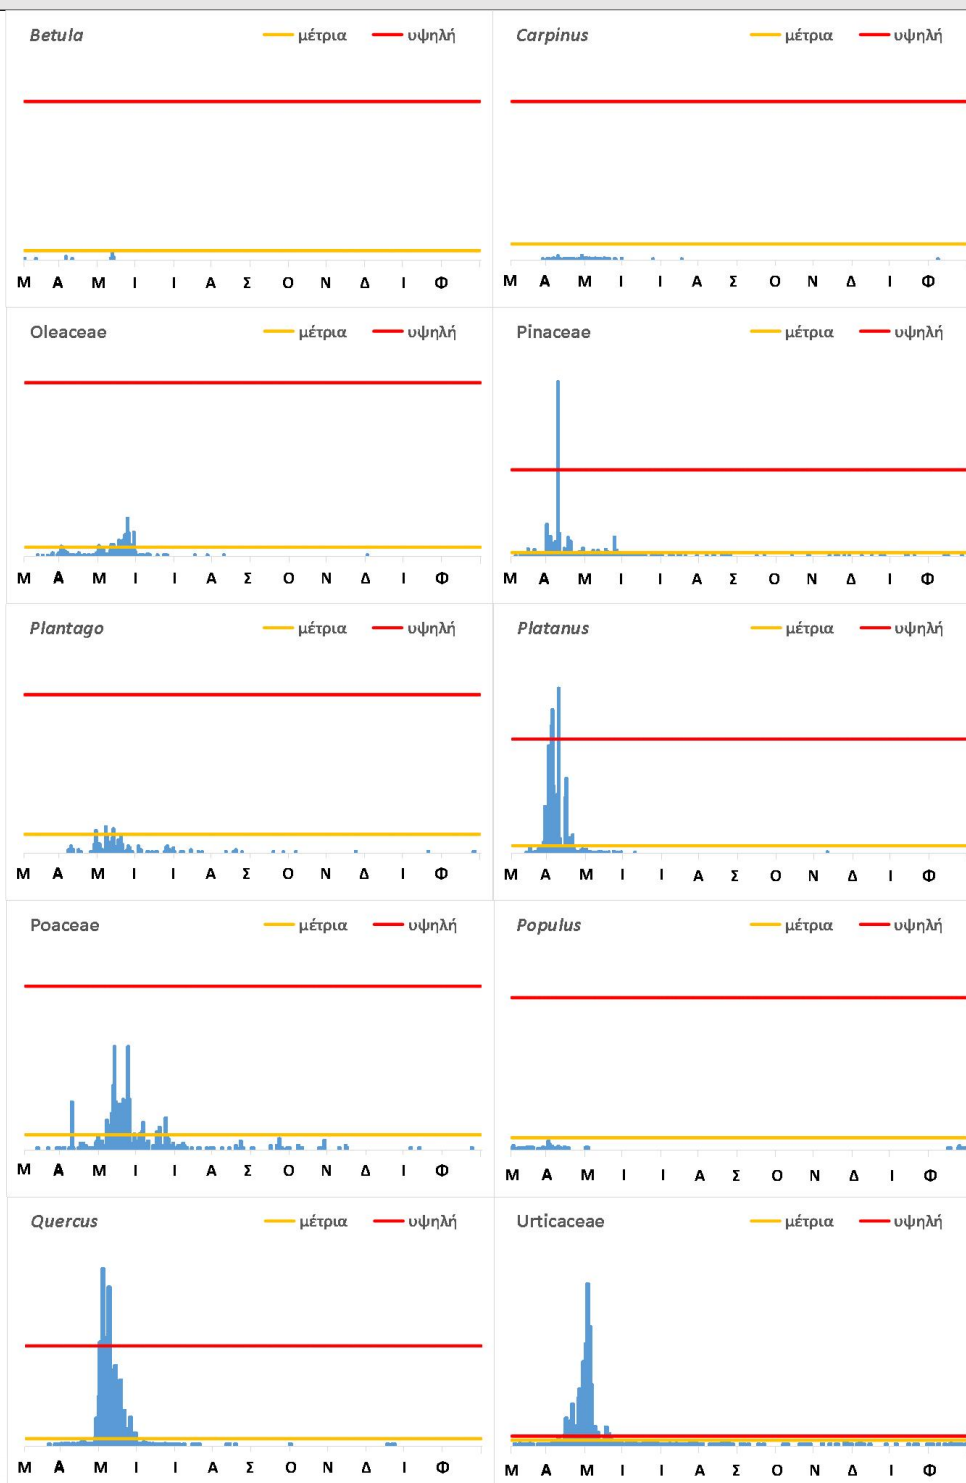 Betula μέτρια υψηλή
Μ Α Μ Ι Ι Α Σ Ο Ν Δ Ι Φ
Carpinus μέτρια υψηλή
Μ Α Μ Ι Ι Α Σ Ο Ν Δ Ι Φ
Oleaceae μέτρια υψηλή
Μ Α Μ Ι Ι Α Σ Ο Ν Δ Ι Φ
Pinaceae μέτρια υψηλή
Μ Α Μ Ι Ι Α Σ Ο Ν Δ Ι Φ
Plantago μέτρια υψηλή
Μ Α Μ Ι Ι Α Σ Ο Ν Δ Ι Φ
Platanus μέτρια υψηλή
Μ Α Μ Ι Ι Α Σ Ο Ν Δ Ι Φ
Poaceae μέτρια υψηλή
Μ Α Μ Ι Ι Α Σ Ο Ν Δ Ι Φ
Populus μέτρια υψηλή
Μ Α Μ Ι Ι Α Σ Ο Ν Δ Ι Φ
Quercus μέτρια υψηλή
Μ Α Μ Ι Ι Α Σ Ο Ν Δ Ι Φ
Urticaceae μέτρια υψηλή
Μ Α Μ Ι Ι Α Σ Ο Ν Δ Ι Φ